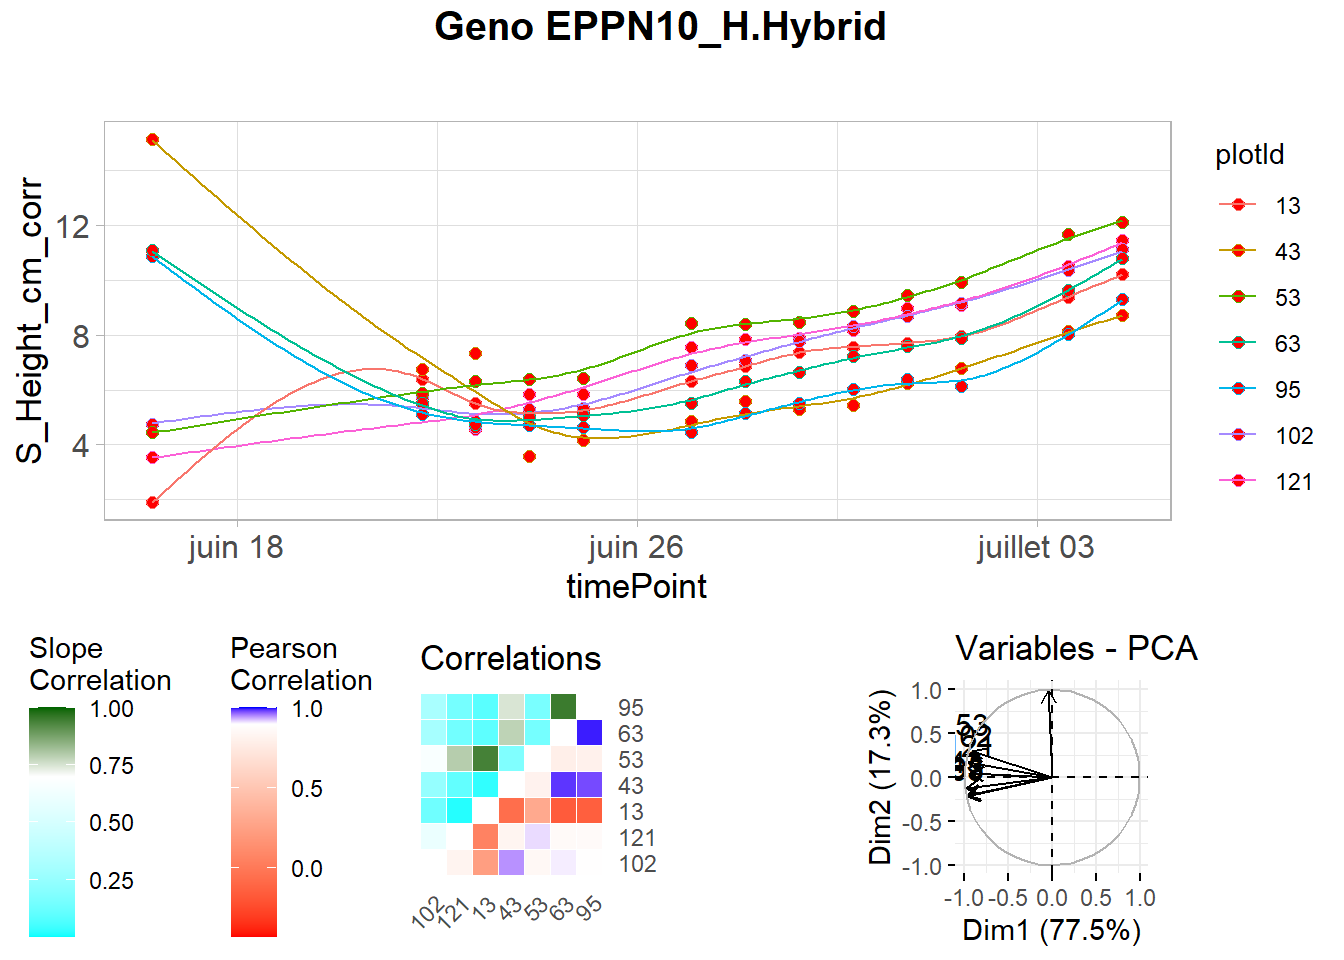 Geno EPPN10_H.Hybrid
S_Height_cm_corr
12
8
4
juin 18
juin 26
juillet 03
timePoint
plotId
13
43
53
63
95
102
121
Slope
Correlation
1.00
0.75
0.50
0.25
Pearson
Correlation
1.0
0.5
0.0
Correlations
95
63
53
43
13
121
102
102
121
13
43
53
63
95
Variables - PCA
Dim2 (17.3%)
1.0
0.5
0.0
-0.5
-1.0
53
-1.0
-0.5
0.0
0.5
1.0
Dim1 (77.5%)